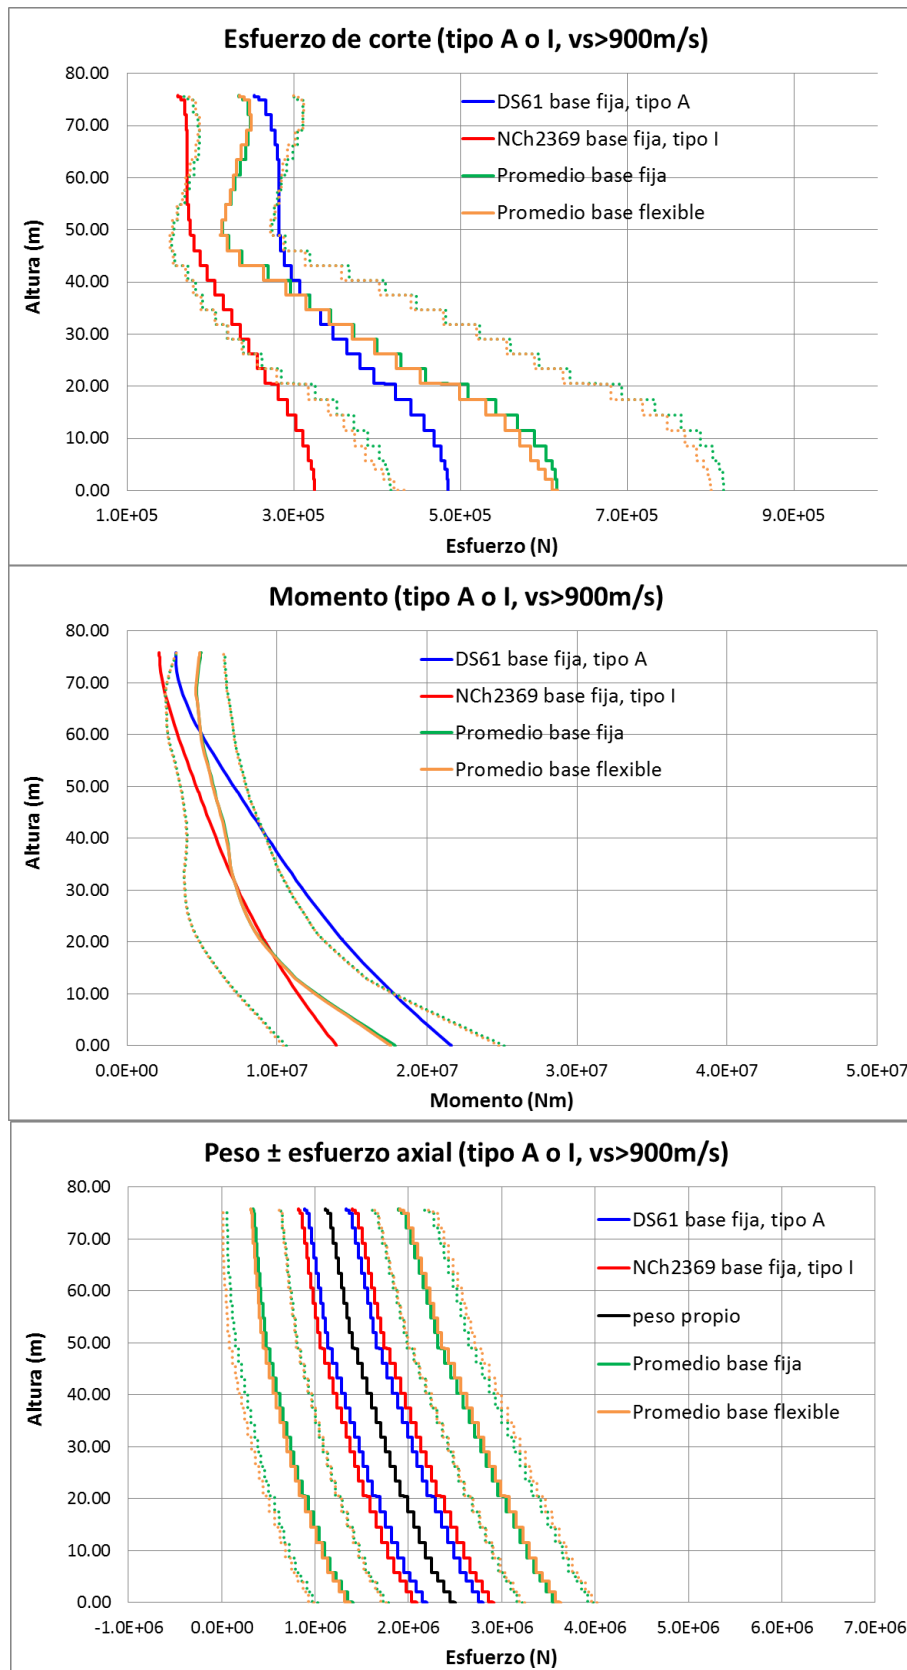 Esfuerzo de corte (tipo A o I, vs>900m/s)
80.00
70.00
60.00
50.00
40.00
30.00
20.00
10.00
0.00
Altura (m)
DS61 base fija, tipo A
NCh2369 base fija, tipo I
Promedio base fija
Promedio base flexible
1.0E+05 3.0E+05 5.0E+05 7.0E+05 9.0E+05
Esfuerzo (N)
Momento (tipo A o I, vs>900m/s)
80.00
70.00
60.00
50.00
40.00
30.00
20.00
10.00
0.00
Altura (m)
DS61 base fija, tipo A
NCh2369 base fija, tipo I
Promedio base fija
Promedio base flexible
0.0E+00 1.0E+07 2.0E+07 3.0E+07 4.0E+07 5.0E+07
Momento (Nm)
Peso ± esfuerzo axial (tipo A o I, vs>900m/s)
80.00
70.00
60.00
50.00
40.00
30.00
20.00
10.00
0.00
Altura (m)
DS61 base fija, tipo A
NCh2369 base fija, tipo I
peso propio
Promedio base fija
Promedio base flexible
-1.0E+06 0.0E+00 1.0E+06 2.0E+06 3.0E+06 4.0E+06 5.0E+06 6.0E+06 7.0E+06
Esfuerzo (N)